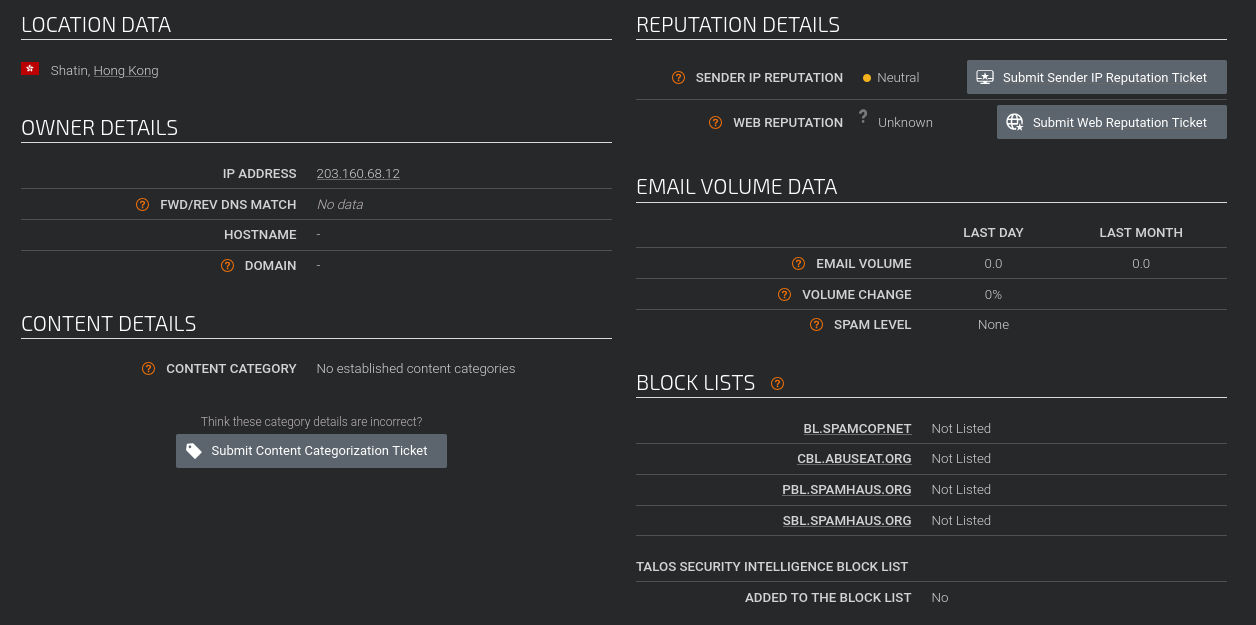 LOCATION DATA
Shatin, Hong Kong
OWNER DETAILS
IP ADDRESS 203.160.68.12
FWD/REV DNS MATCH No data
HOSTNAME -
DOMAIN -
CONTENT DETAILS
CONTENT CATEGORY No established content categories
Think these category details are incorrect?
Submit Content Categorization Ticket
REPUTATION DETAILS
SENDER IP REPUTATION Neutral Submit Sender IP Reputation Ticket
WEB REPUTATION ? Unknown Submit Web Reputation Ticket
EMAIL VOLUME DATA
LAST DAY LAST MONTH
EMAIL VOLUME 0.0 0.0
VOLUME CHANGE 0%
SPAM LEVEL None
BLOCK LISTS
BL.SPAMCOP.NET Not Listed
CBL.ABUSEAT.ORG Not Listed
PBL.SPAMHAUS.ORG Not Listed
SBL.SPAMHAUS.ORG Not Listed
TALOS SECURITY INTELLIGENCE BLOCK LIST
ADDED TO THE BLOCK LIST No